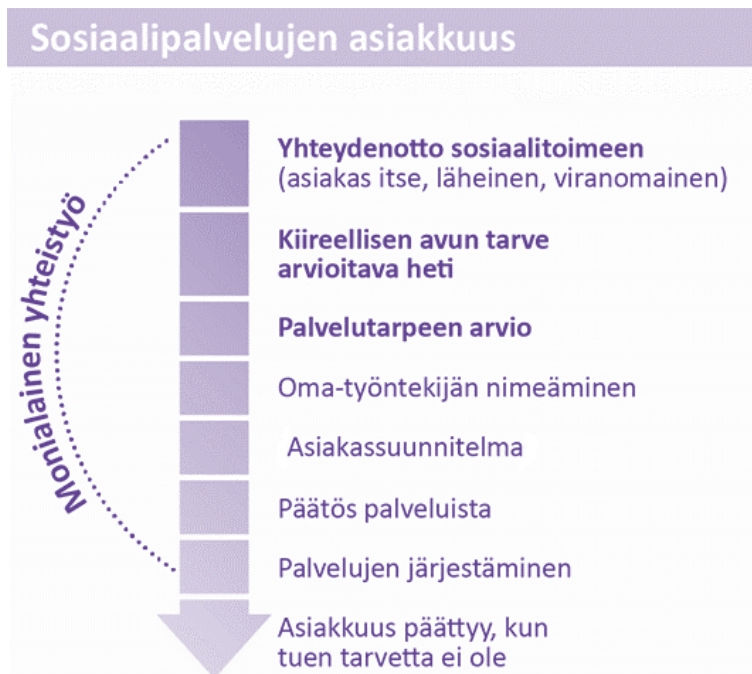 Sosiaalipalvelujen asiakkuus
Monialainen yhteistyö
Yhteydenotto sosiaalitoimeen
(asiakas itse, läheinen, viranomainen)
Kiireellisen avun tarve
arvioitava heti
Palvelutarpeen arvio
Oma-työntekijän nimeäminen
Asiakassuunnitelma
Päätös palveluista
Palvelujen järjestäminen
Asiakkuus päättyy, kun
tuen tarvetta ei ole